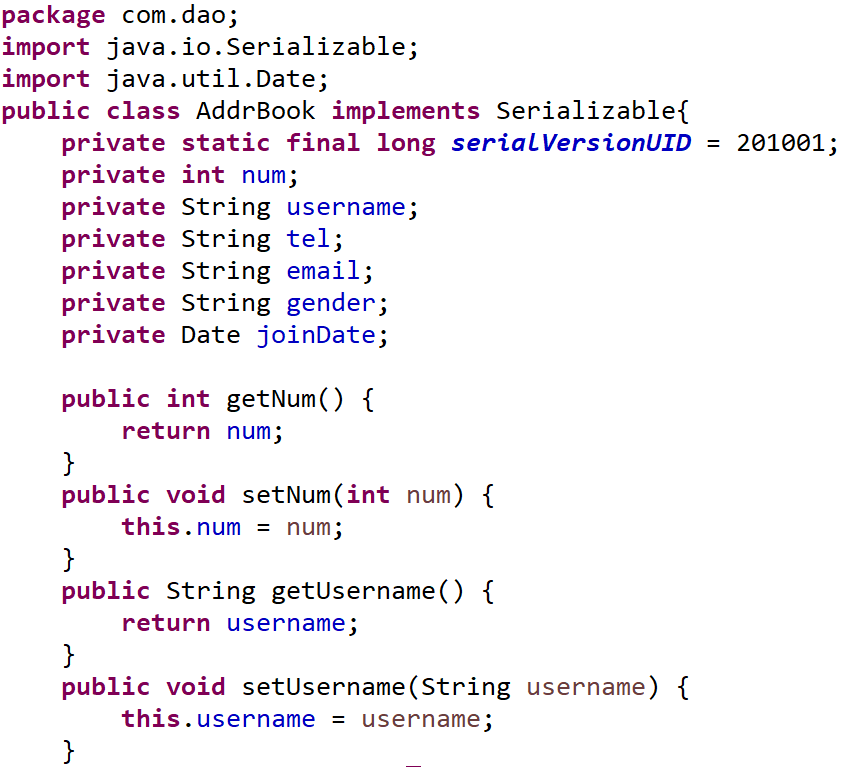 package com.dao;
import java.io.Serializable;
import java.util.Date;
public class AddrBook implements Serializable{
    private static final long serialVersionUID = 201001;
    private int num;
    private String username;
    private String tel;
    private String email;
    private String gender;
    private Date joinDate;

    public int getNum() {
        return num;
    }
    public void setNum(int num) {
        this.num = num;
    }
    public String getUsername() {
        return username;
    }
    public void setUsername(String username) {
        this.username = username;
    }